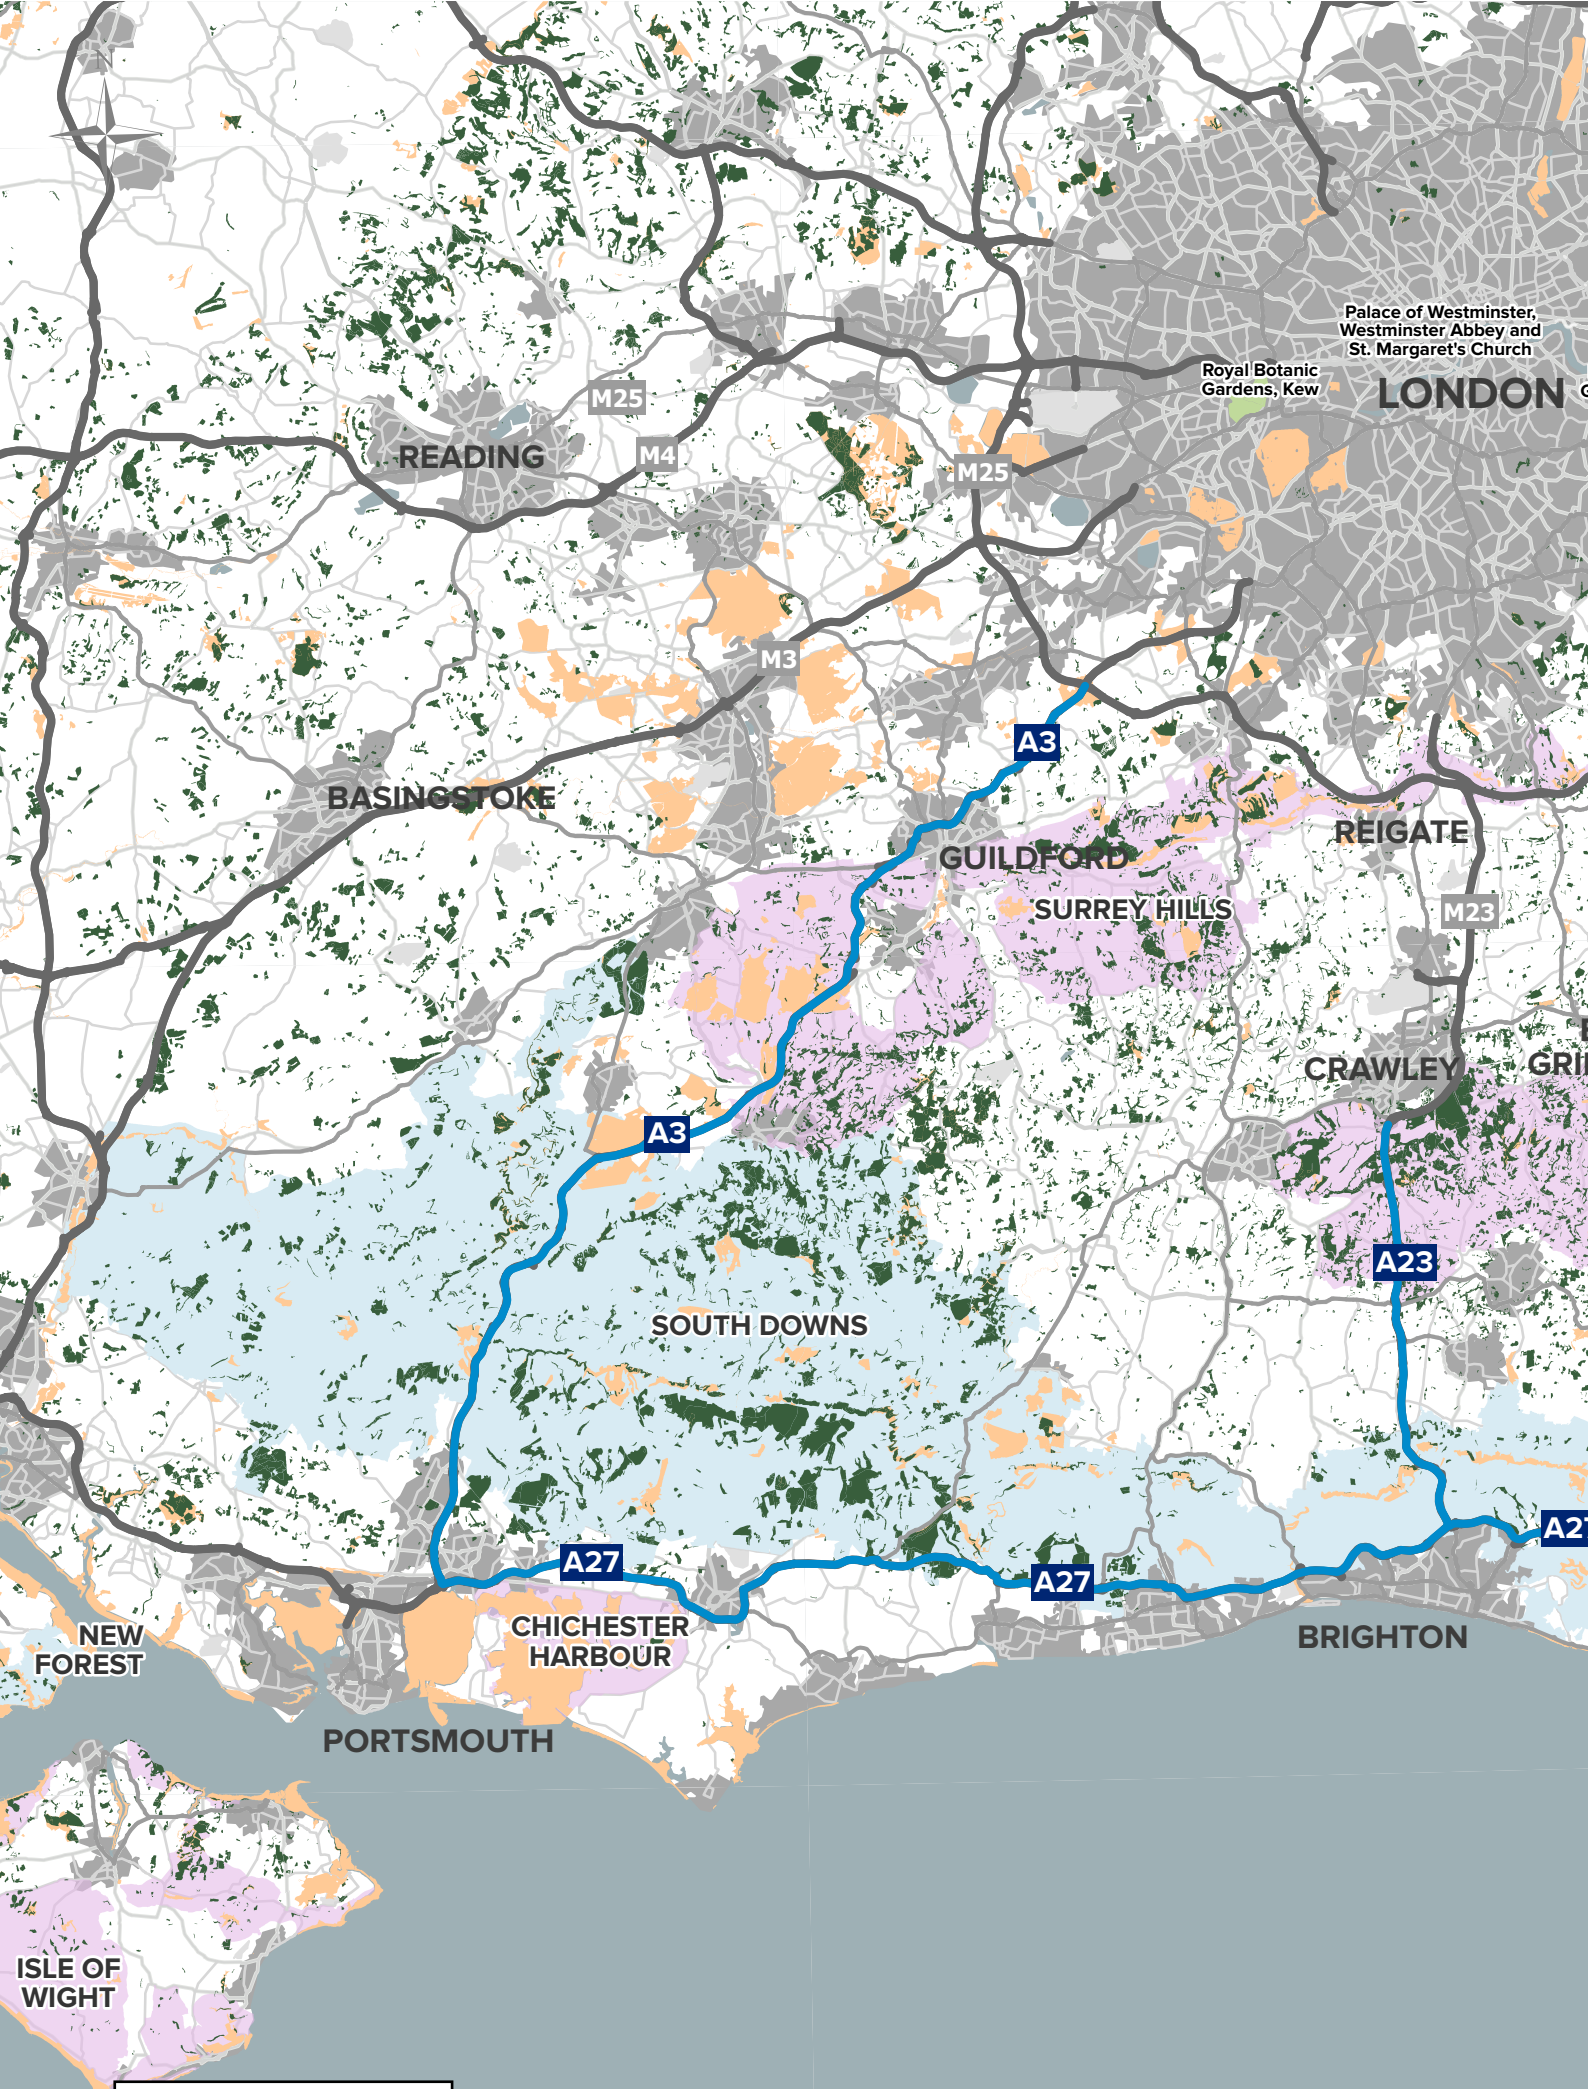 N
Palace of Westminster,
Westminster Abbey and
St. Margaret's Church
Royal Botanic
Gardens, Kew
LONDON
M25
READING
M4
M25
M3
A3
BASINGSTOKE
REIGATE
GUILDFORD
SURREY HILLS
M23
CRAWLEY
GRI
A3
A23
SOUTH DOWNS
A27
A27
A27
CHICHESTER
HARBOUR
NEW
FOREST
BRIGHTON
PORTSMOUTH
ISLE OF
WIGHT